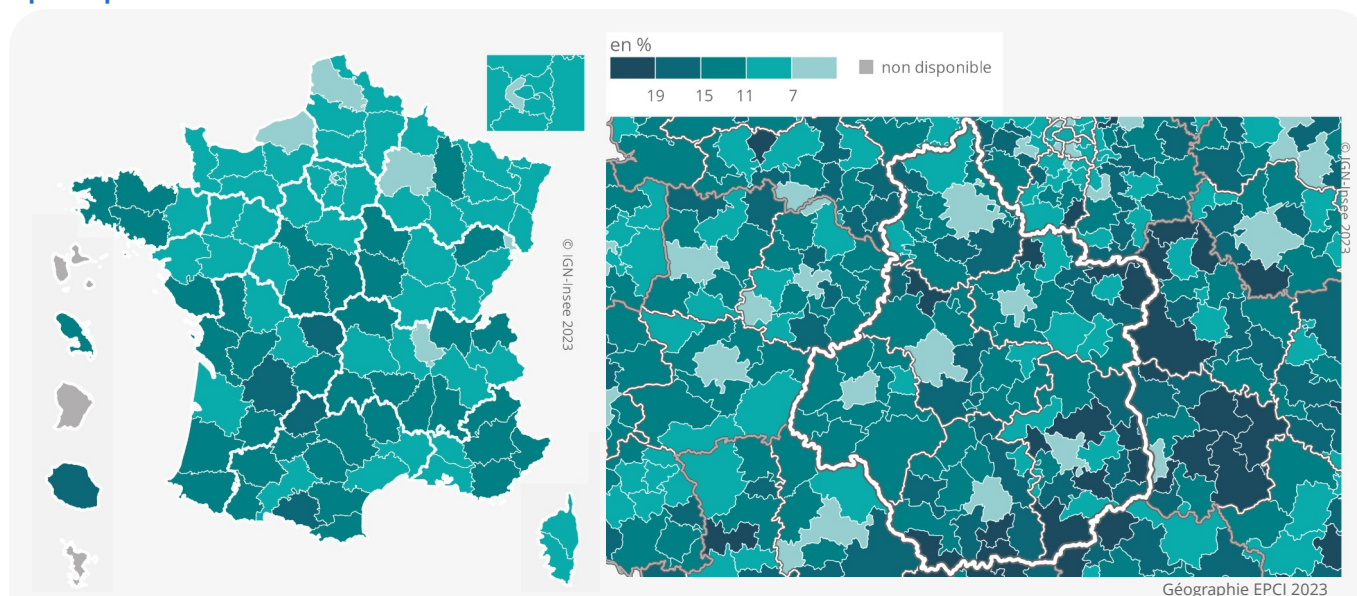 en %
19 15 11 7
non disponible
© IGN-Insee 2023
© IGN-Insee 2023
Géographie EPCI 2023